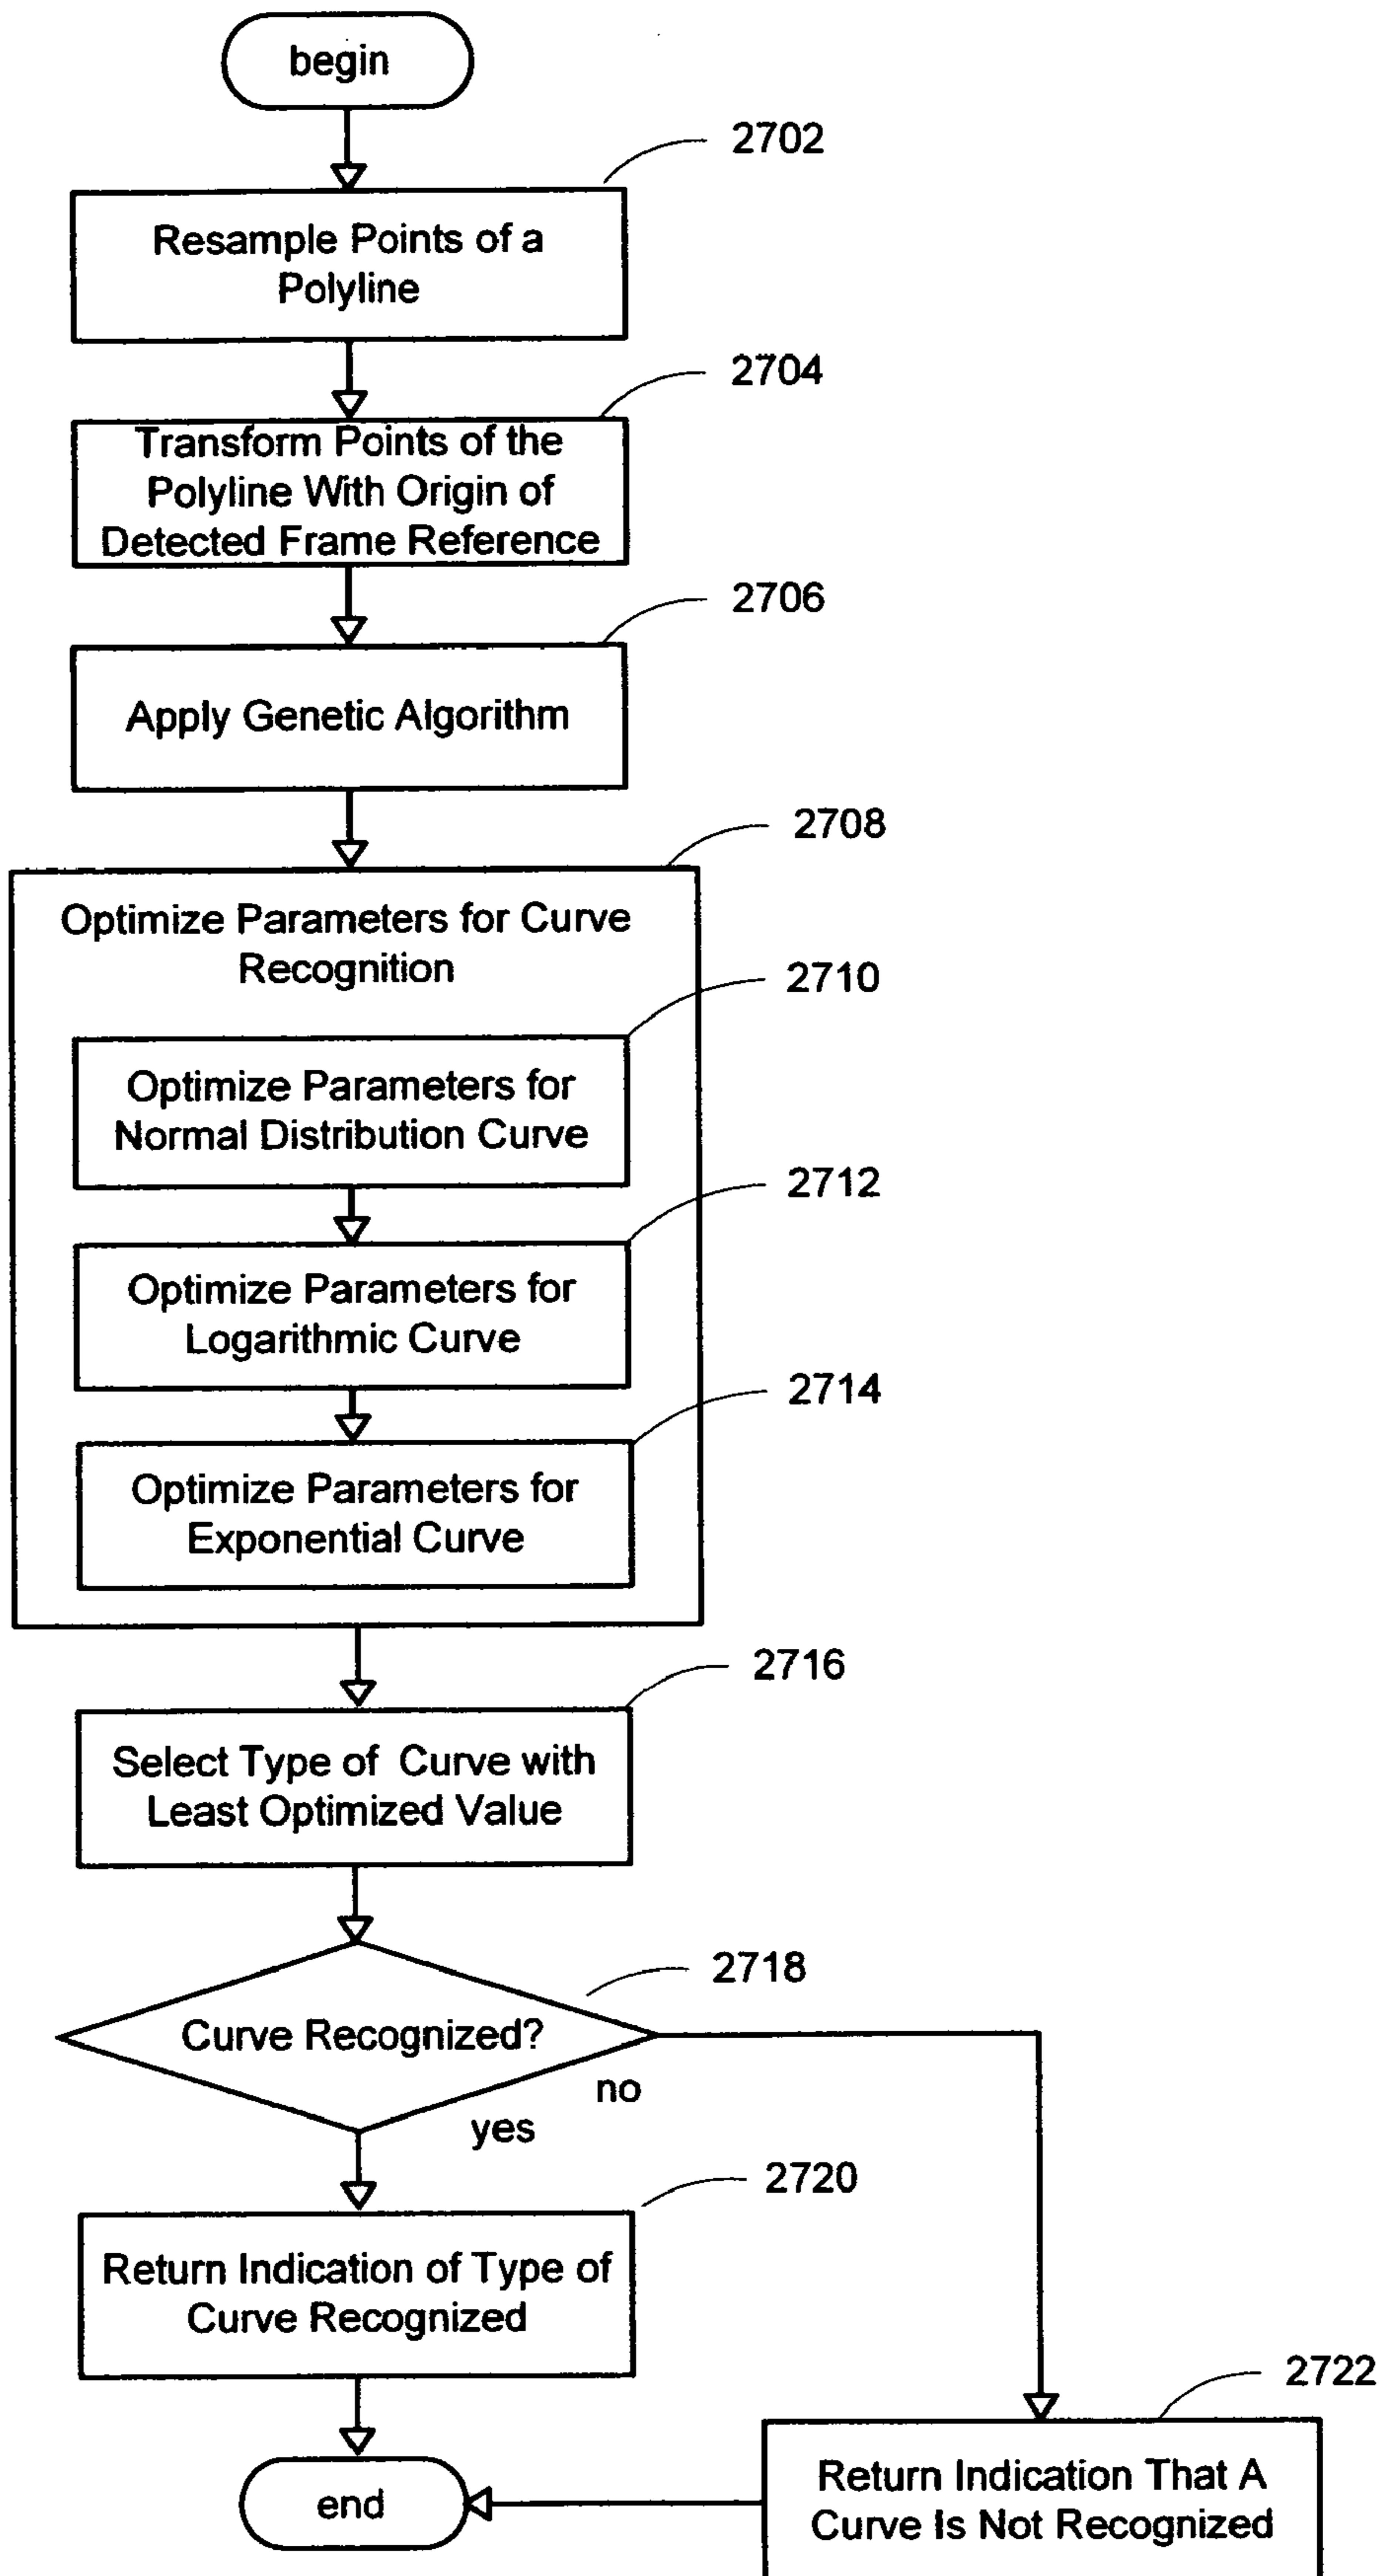 begin
2702
Resample Points of a
Polyline
2704
Transform Points of the
Polyline With Origin of
Detected Frame Reference
2706
Apply Genetic Algorithm
2708
Optimize Parameters for Curve
Recognition
2710
Optimize Parameters for
Normal Distribution Curve
2712
Optimize Parameters for
Logarithmic Curve
2714
Optimize Parameters for
Exponential Curve
2716
Select Type of Curve with
Least Optimized Value
2718
Curve Recognized?
no
yes
2720
Return Indication of Type of
Curve Recognized
2722
Return Indication That A
Curve Is Not Recognized
end